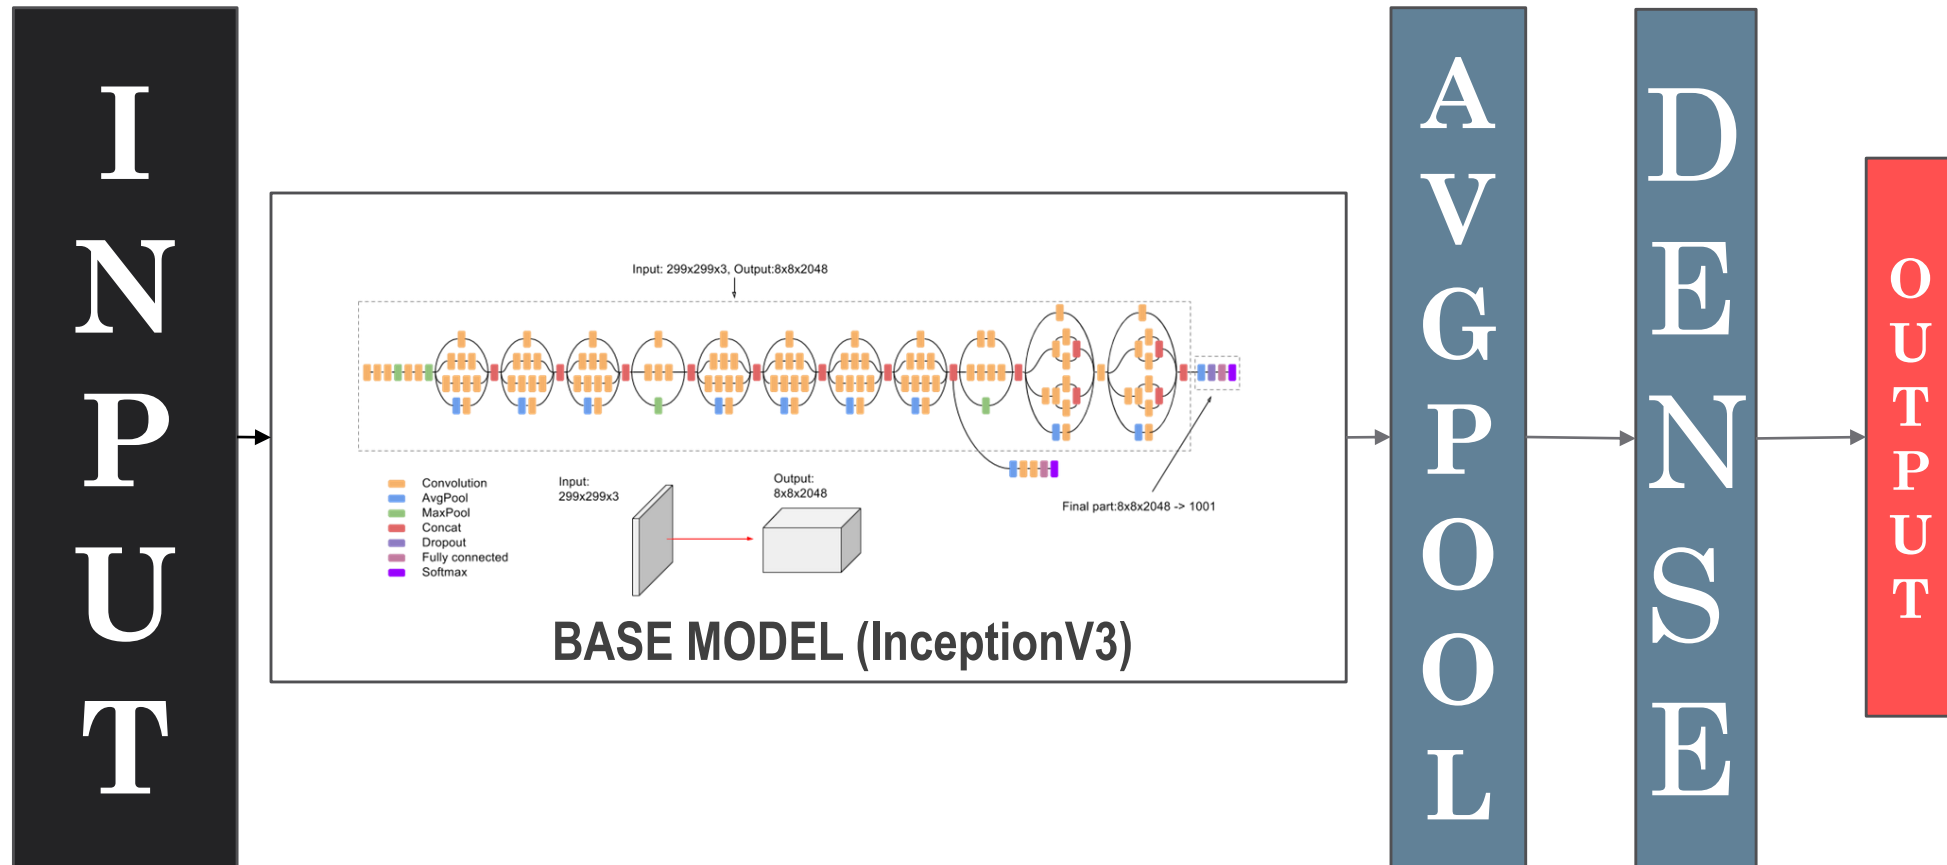 INPUT
Input: 299x299x3, Output:8x8x2048
Convolution
AvgPool
MaxPool
Concat
Dropout
Fully connected
Softmax
Input:
299x299x3
Output:
8x8x2048
Final part:8x8x2048 -> 1001
BASE MODEL (InceptionV3)
AVGPOOL
DENSE
OUTPUT